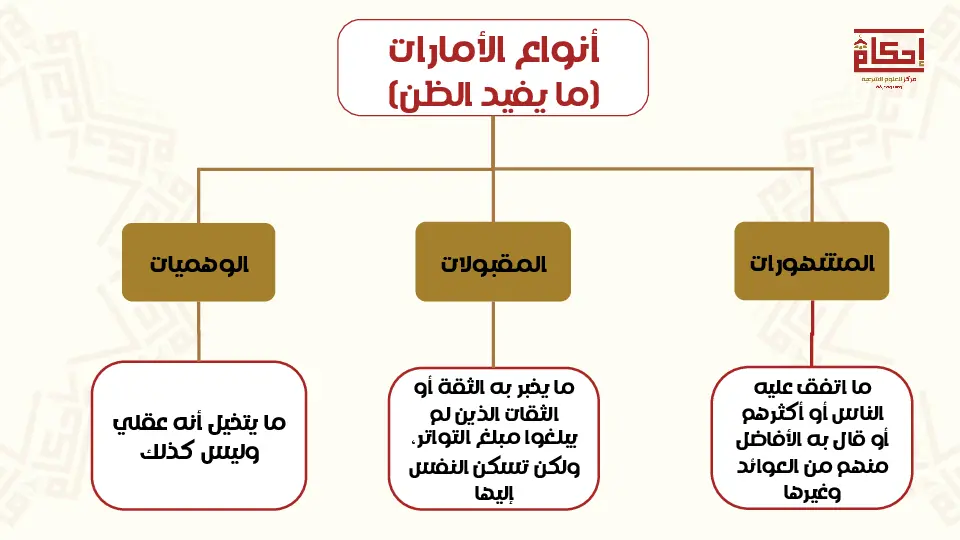 أنواع الأمارات
(ما يفيد الظن)
إحكام
مركز للعلوم الشرعية
المشهورات
المقبولات
الوهميات
ما اتفق عليه
الناس أو أكثرهم
أو قال به الأفاضل
منهم من العوائد
وغيرها
ما يخبر به الثقة أو
الثقات الذين لم
يبلغوا مبلغ التواتر،
ولكن تسكن النفس
إليها
ما يتخيل أنه عقلي
وليس كذلك